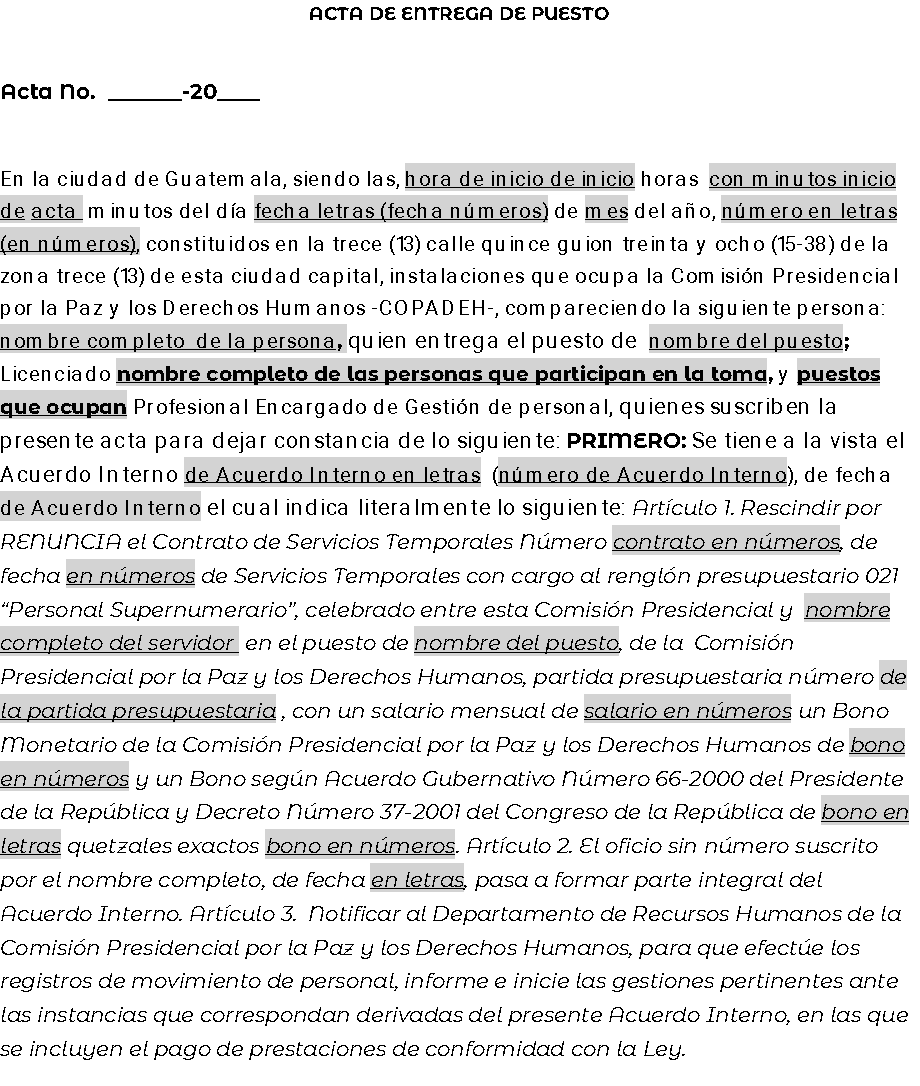 ACTA DE ENTREGA DE PUESTO
Acta No. _______-20____
En la ciudad de Guatemala, siendo las, hora de inicio de inicio horas con minutos inicio
de acta minutos del día fecha letras (fecha números) de mes del año, número en letras
(en números), constituidos en la trece (13) calle quince guion treinta y ocho (15-38) de la
zona trece (13) de esta ciudad capital, instalaciones que ocupa la Comisión Presidencial
por la Paz y los Derechos Humanos -COPADEH-, compareciendo la siguiente persona:
nombre completo de la persona, quien entrega el puesto de nombre del puesto;
Licenciado nombre completo de las personas que participan en la toma, y puestos
que ocupan Profesional Encargado de Gestión de personal, quienes suscriben la
presente acta para dejar constancia de lo siguiente: PRIMERO: Se tiene a la vista el
Acuerdo Interno de Acuerdo Interno en letras (número de Acuerdo Interno), de fecha
de Acuerdo Interno el cual indica literalmente lo siguiente: Artículo 1. Rescindir por
RENUNCIA el Contrato de Servicios Temporales Número contrato en números, de
fecha en números de Servicios Temporales con cargo al renglón presupuestario 021
“Personal Supernumerario”, celebrado entre esta Comisión Presidencial y nombre
completo del servidor en el puesto de nombre del puesto, de la Comisión
Presidencial por la Paz y los Derechos Humanos, partida presupuestaria número de
la partida presupuestaria , con un salario mensual de salario en números un Bono
Monetario de la Comisión Presidencial por la Paz y los Derechos Humanos de bono
en números y un Bono según Acuerdo Gubernativo Número 66-2000 del Presidente
de la República y Decreto Número 37-2001 del Congreso de la República de bono en
letras quetzales exactos bono en números. Artículo 2. El oficio sin número suscrito
por el nombre completo, de fecha en letras, pasa a formar parte integral del
Acuerdo Interno. Artículo 3. Notificar al Departamento de Recursos Humanos de la
Comisión Presidencial por la Paz y los Derechos Humanos, para que efectúe los
registros de movimiento de personal, informe e inicie las gestiones pertinentes ante
las instancias que correspondan derivadas del presente Acuerdo Interno, en las que
se incluyen el pago de prestaciones de conformidad con la Ley.